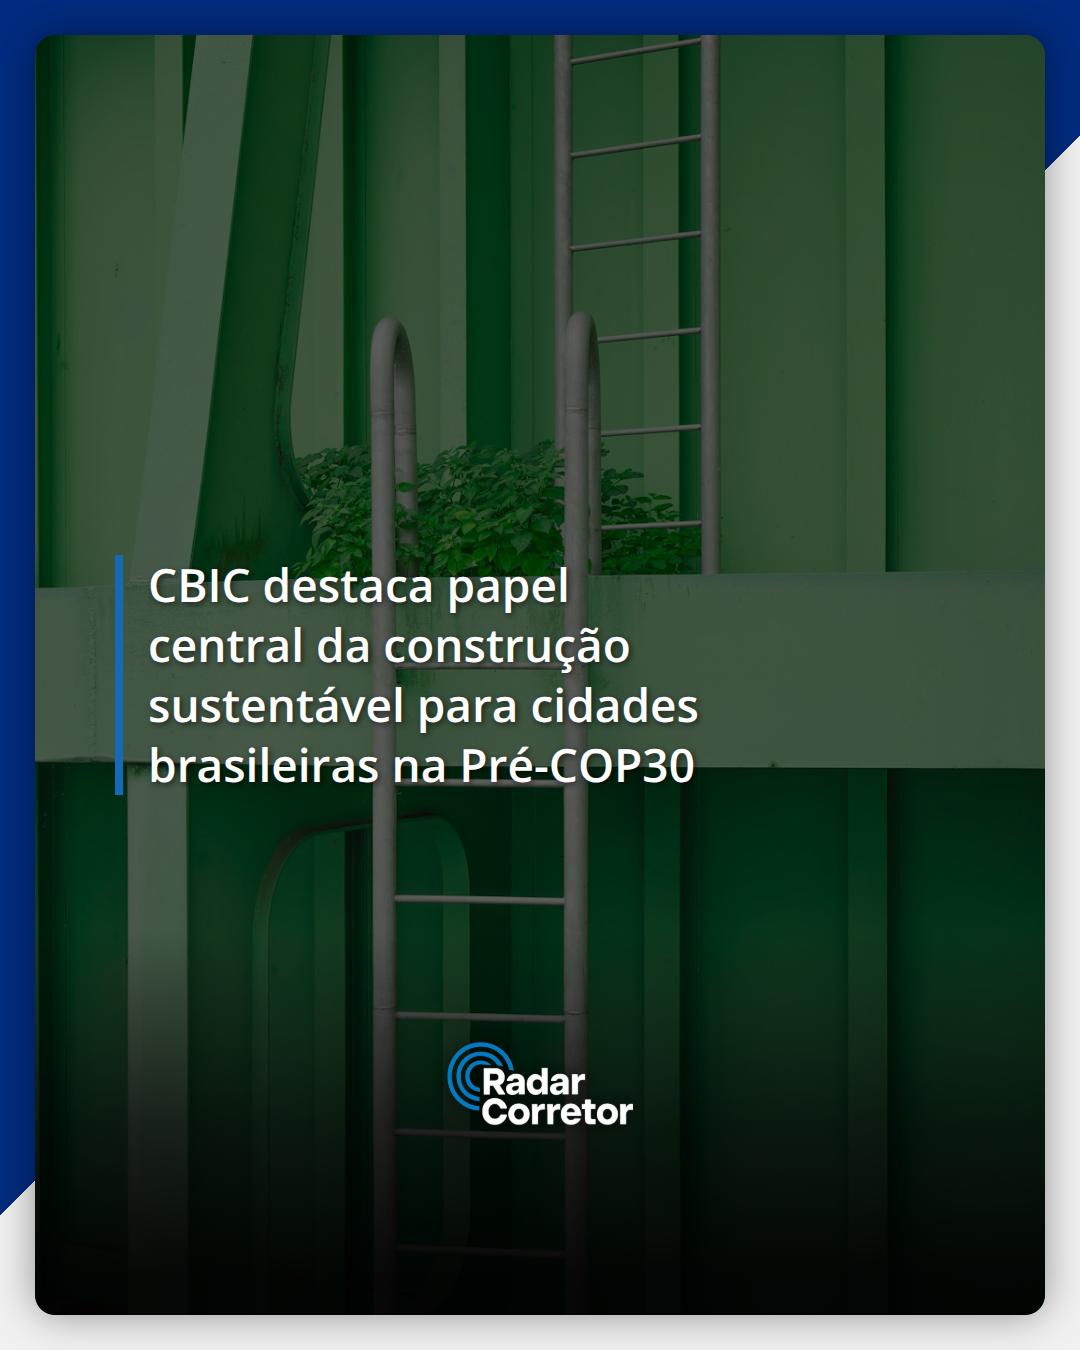 CBIC destaca papel
central da construção
sustentável para cidades
brasileiras na Pré-COP30
Radar
Corretor